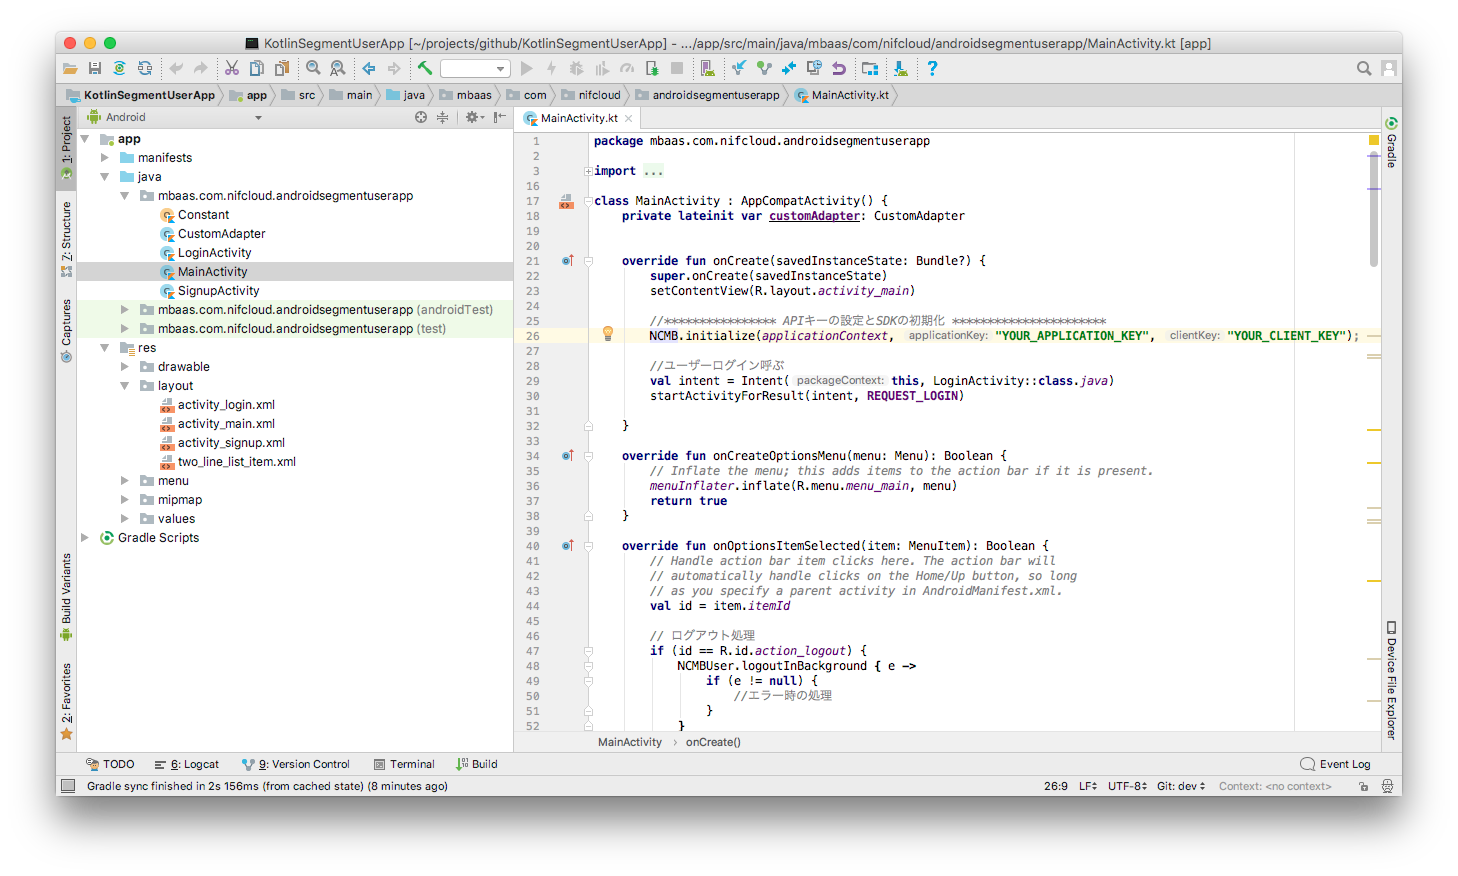 KotlinSegmentUserApp [~/projects/github/KotlinSegmentUserApp] - .../app/src/main/java/mbaas/com/nifcloud/androidsegmentuserapp/MainActivity.kt [app]
KotlinSegmentUserApp app src main java mbaas com nifcloud androidsegmentuserapp MainActivity.kt
1: Project
7: Structure
Captures
Build Variants
2: Favorites
Android
app
manifests
java
mbaas.com.nifcloud.androidsegmentuserapp
Constant
CustomAdapter
LoginActivity
MainActivity
SignupActivity
mbaas.com.nifcloud.androidsegmentuserapp (androidTest)
mbaas.com.nifcloud.androidsegmentuserapp (test)
res
drawable
layout
activity_login.xml
activity_main.xml
activity_signup.xml
two_line_list_item.xml
menu
mipmap
values
Gradle Scripts
MainActivity.kt
1 package mbaas.com.nifcloud.androidsegmentuserapp
2
3 import ...
16
17 class MainActivity : AppCompatActivity() {
18 private lateinit var customAdapter: CustomAdapter
19
20
21 override fun onCreate(savedInstanceState: Bundle?) {
22 super.onCreate(savedInstanceState)
23 setContentView(R.layout.activity_main)
24
25 //**************** APIキーの設定とSDKの初期化 **********************
26 NCMB.initialize(applicationContext, applicationKey: "YOUR_APPLICATION_KEY", clientKey: "YOUR_CLIENT_KEY");
27
28 //ユーザーログイン呼ぶ
29 val intent = Intent( packageContext: this, LoginActivity::class.java)
30 startActivityForResult(intent, REQUEST_LOGIN)
31
32 }
33
34 override fun onCreateOptionsMenu(menu: Menu): Boolean {
35 // Inflate the menu; this adds items to the action bar if it is present.
36 menuInflater.inflate(R.menu.menu_main, menu)
37 return true
38 }
39
40 override fun onOptionsItemSelected(item: MenuItem): Boolean {
41 // Handle action bar item clicks here. The action bar will
42 // automatically handle clicks on the Home/Up button, so long
43 // as you specify a parent activity in AndroidManifest.xml.
44 val id = item.itemId
45
46 // ログアウト処理
47 if (id == R.id.action_logout) {
48 NCMBUser.logoutInBackground { e ->
49 if (e != null) {
50 //エラー時の処理
51 }
52 }
MainActivity › onCreate()
Gradle
Device File Explorer
TODO 6: Logcat 9: Version Control Terminal Build Event Log
Gradle sync finished in 2s 156ms (from cached state) (8 minutes ago) 26:9 LF UTF-8 Git: dev Context: <no context>